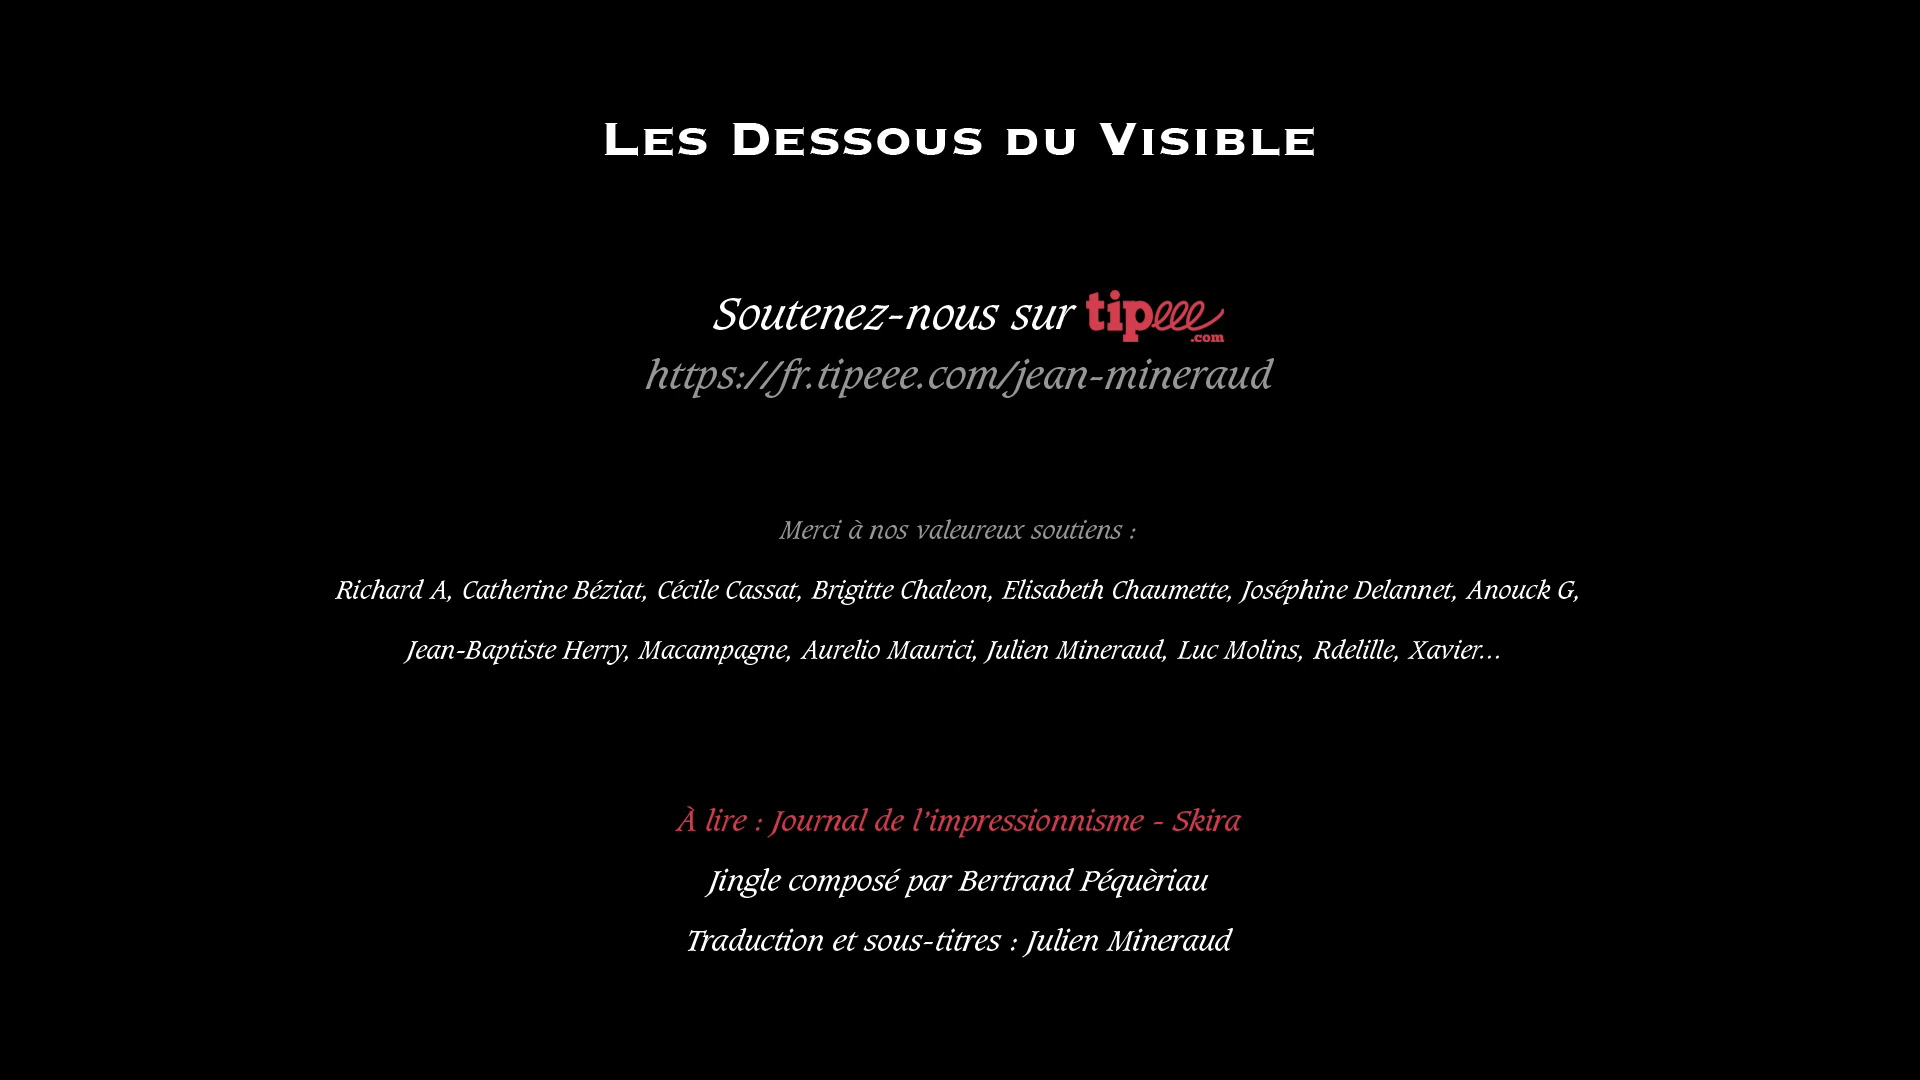 Les Dessous du Visible
Soutenez-nous sur tipeee.com
https://fr.tipeee.com/jean-mineraud
Merci à nos valeureux soutiens :
Richard A, Catherine Béziat, Cécile Cassat, Brigitte Chaleon, Elisabeth Chaumette, Joséphine Delannet, Anouck G,
Jean-Baptiste Herry, Macampagne, Aurelio Maurici, Julien Mineraud, Luc Molins, Rdelille, Xavier...
À lire : Journal de l'impressionnisme - Skira
Jingle composé par Bertrand Péquèriau
Traduction et sous-titres : Julien Mineraud